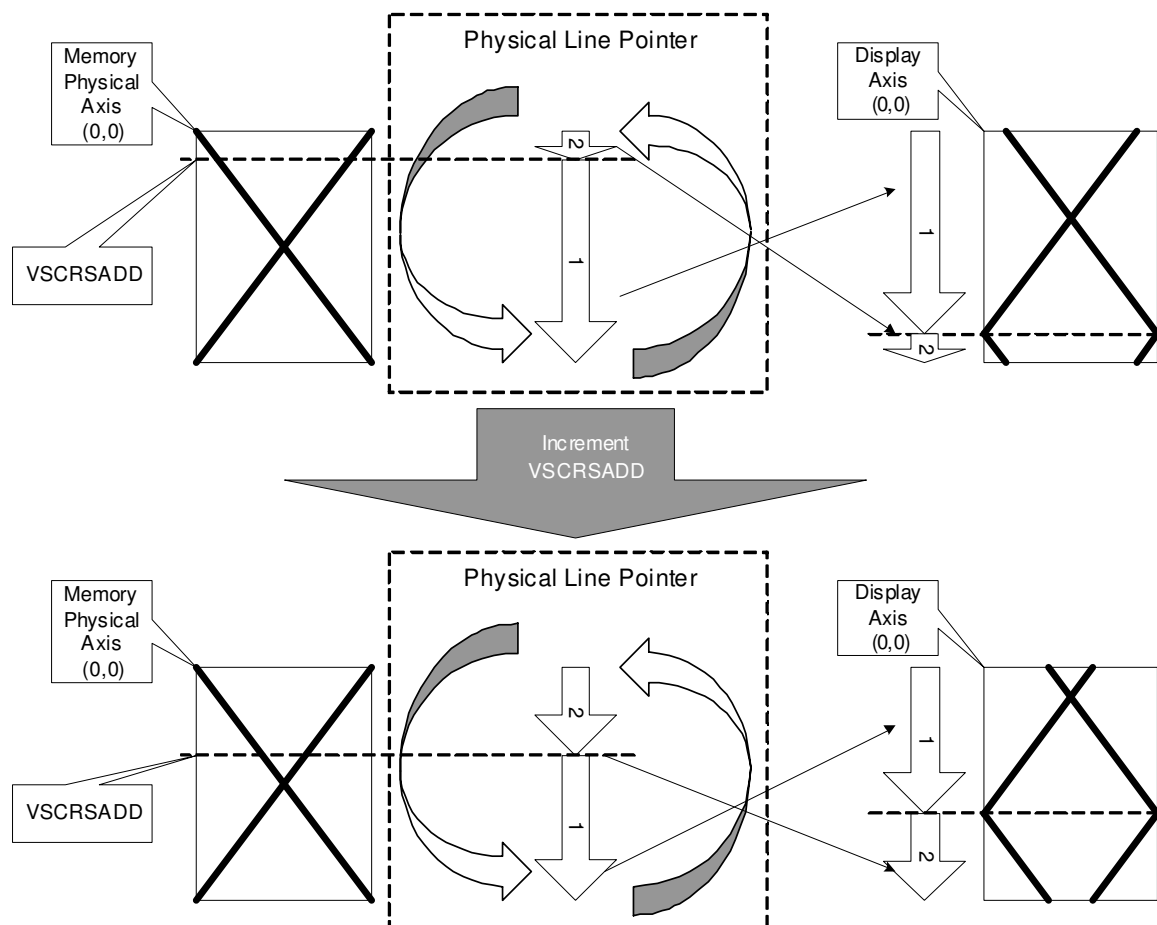 Physical Line Pointer
Memory
Physical
Axis
(0,0)
Display
Axis
(0,0)
2
1
1
2
VSCRSADD
Increment
VSCRSADD
Physical Line Pointer
Memory
Physical
Axis
(0,0)
Display
Axis
(0,0)
2
1
1
2
VSCRSADD